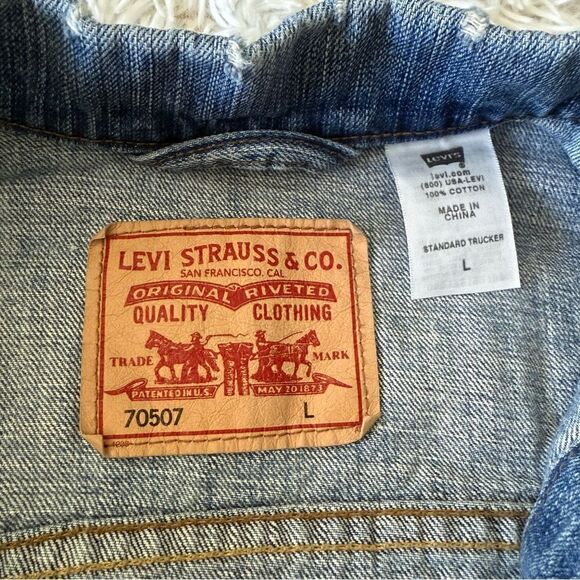 LEVI STRAUSS & CO.
SAN FRANCISCO. CAL
ORIGINAL RIVETED
QUALITY CLOTHING
TRADE MARK
PATENTED IN U.S. MAY 20 1873
70507 L
LEVI'S
levi.com
(800) USA-LEVI
100% COTTON
MADE IN
CHINA
STANDARD TRUCKER
L